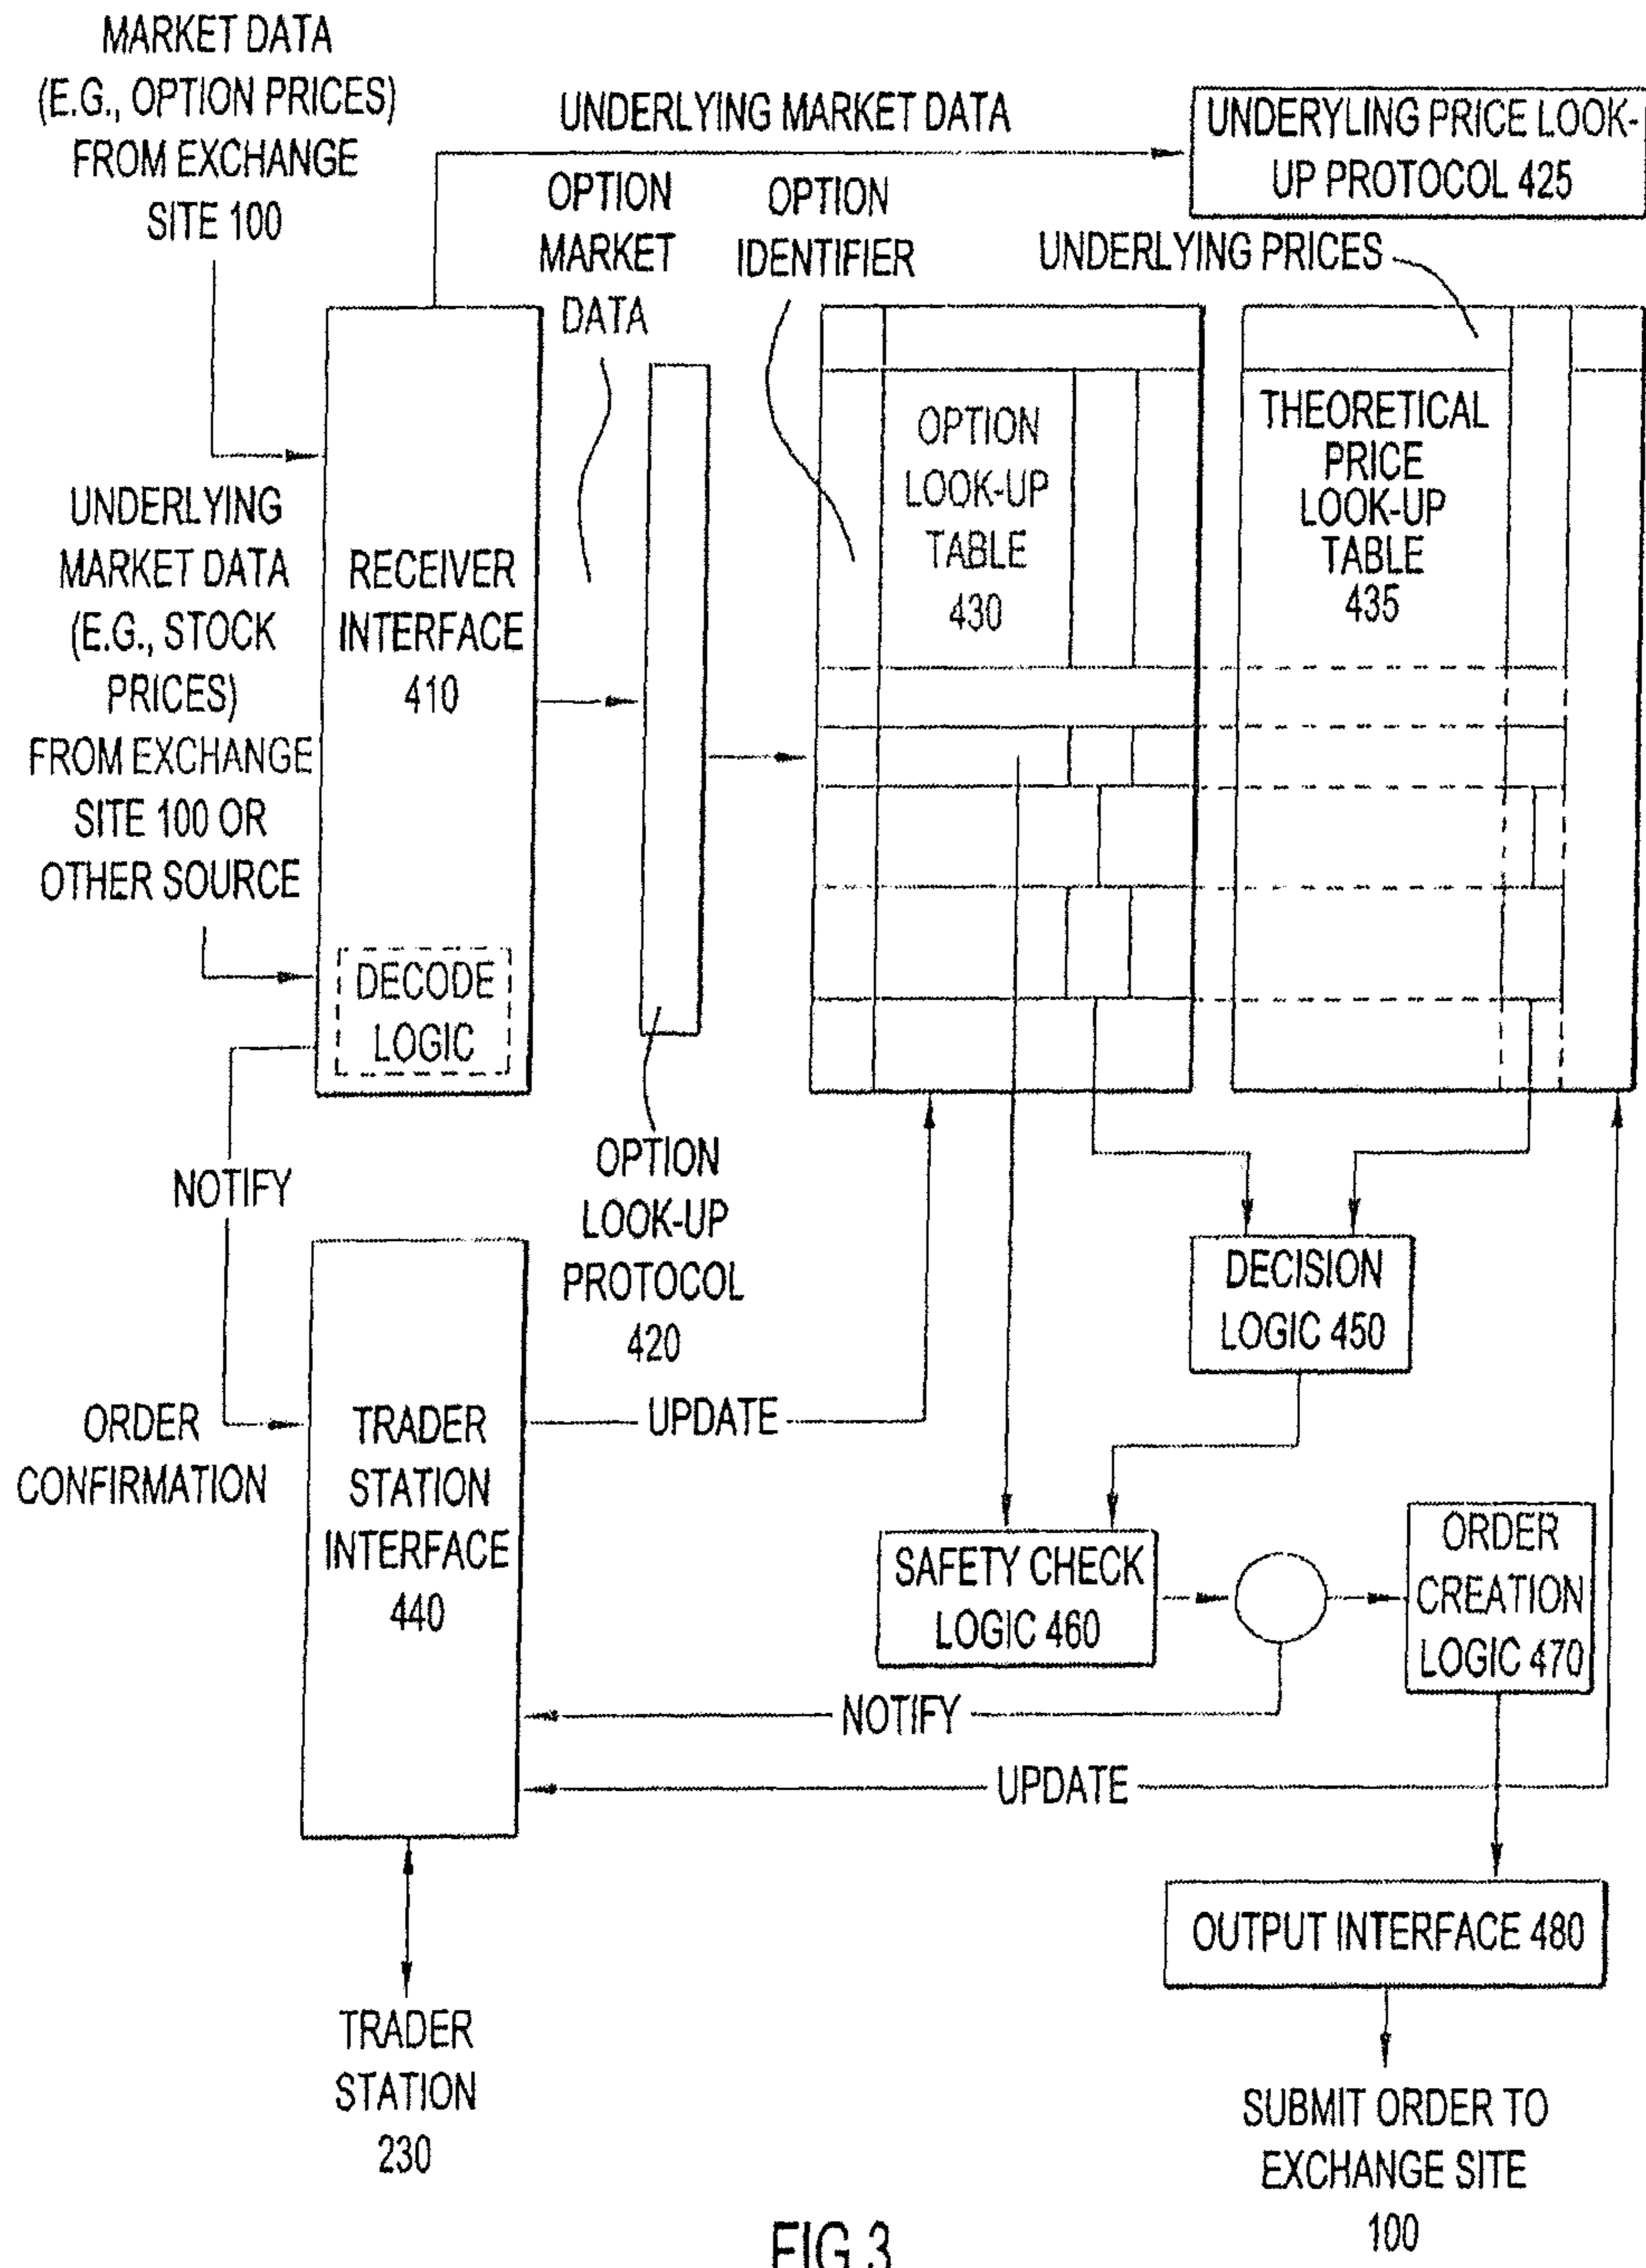 MARKET DATA
(E.G., OPTION PRICES)
FROM EXCHANGE
SITE 100
UNDERLYING MARKET DATA
UNDERYLING PRICE LOOK-
UP PROTOCOL 425
OPTION
MARKET
DATA
OPTION
IDENTIFIER
UNDERLYING PRICES
UNDERLYING
MARKET DATA
(E.G., STOCK
PRICES)
FROM EXCHANGE
SITE 100 OR
OTHER SOURCE
RECEIVER
INTERFACE
410
DECODE
LOGIC
OPTION
LOOK-UP
TABLE
430
THEORETICAL
PRICE
LOOK-UP
TABLE
435
NOTIFY
OPTION
LOOK-UP
PROTOCOL
420
DECISION
LOGIC 450
ORDER
CONFIRMATION
TRADER
STATION
INTERFACE
440
UPDATE
SAFETY CHECK
LOGIC 460
ORDER
CREATION
LOGIC 470
NOTIFY
UPDATE
OUTPUT INTERFACE 480
TRADER
STATION
230
SUBMIT ORDER TO
EXCHANGE SITE
100
FIG.3